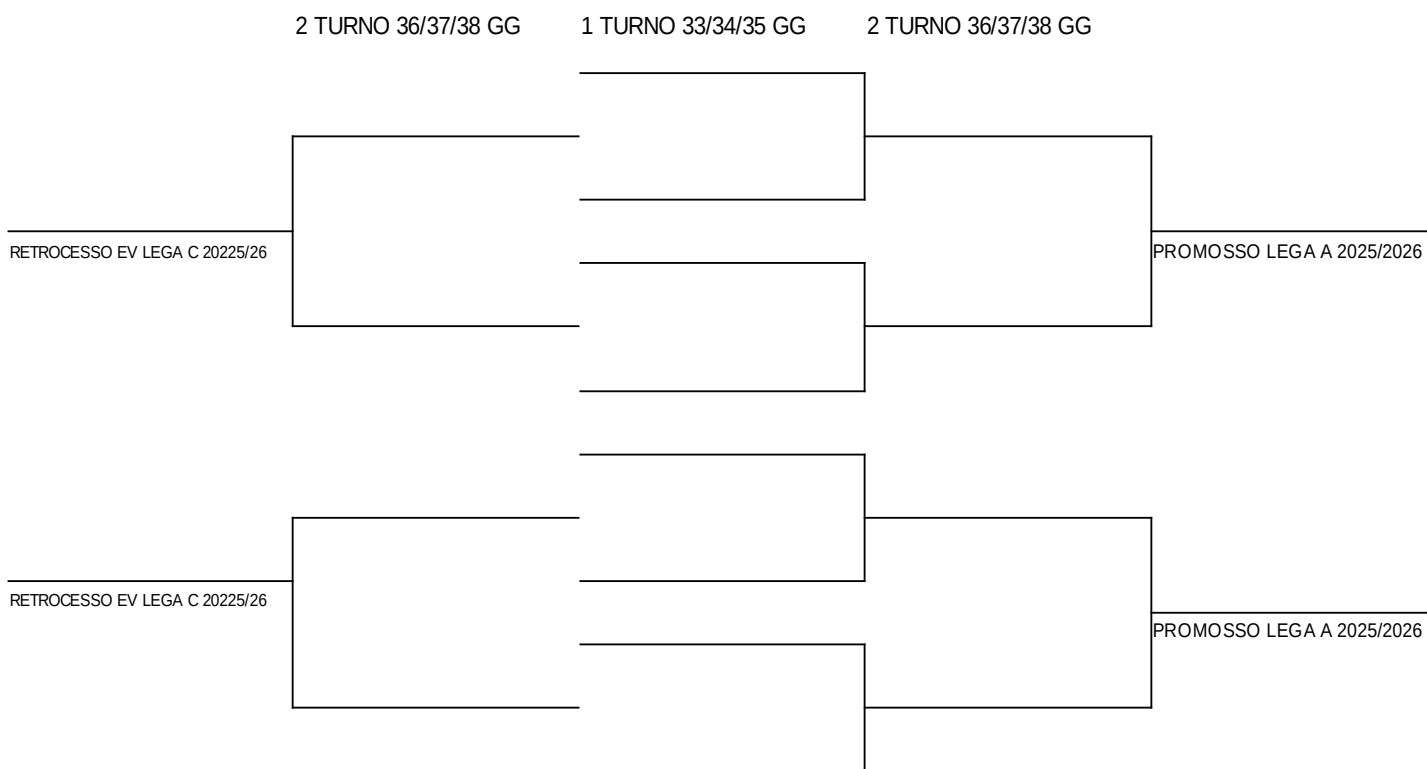 2 TURNO 36/37/38 GG 1 TURNO 33/34/35 GG 2 TURNO 36/37/38 GG
RETROCESSO EV LEGA C 20225/26 PROMOSSO LEGA A 2025/2026
RETROCESSO EV LEGA C 20225/26
PROMOSSO LEGA A 2025/2026